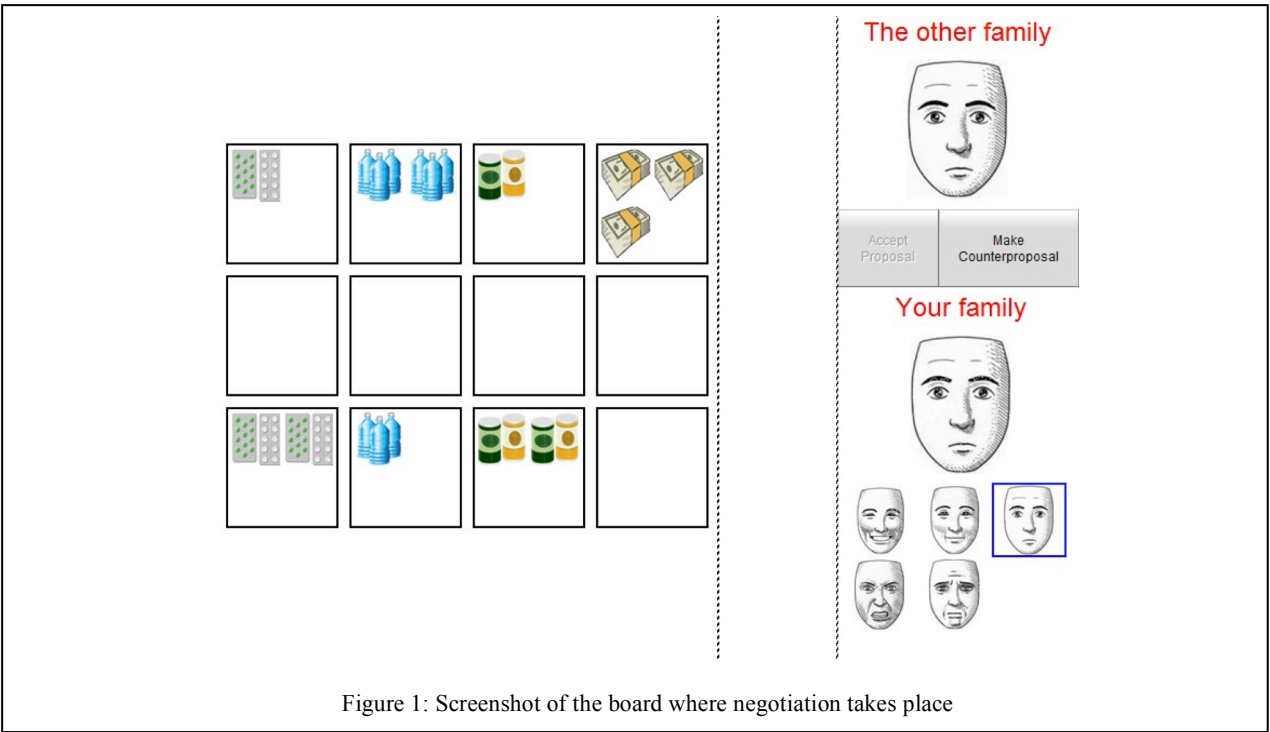 The other family
Accept
Proposal
Make
Counterproposal
Your family
Figure 1: Screenshot of the board where negotiation takes place